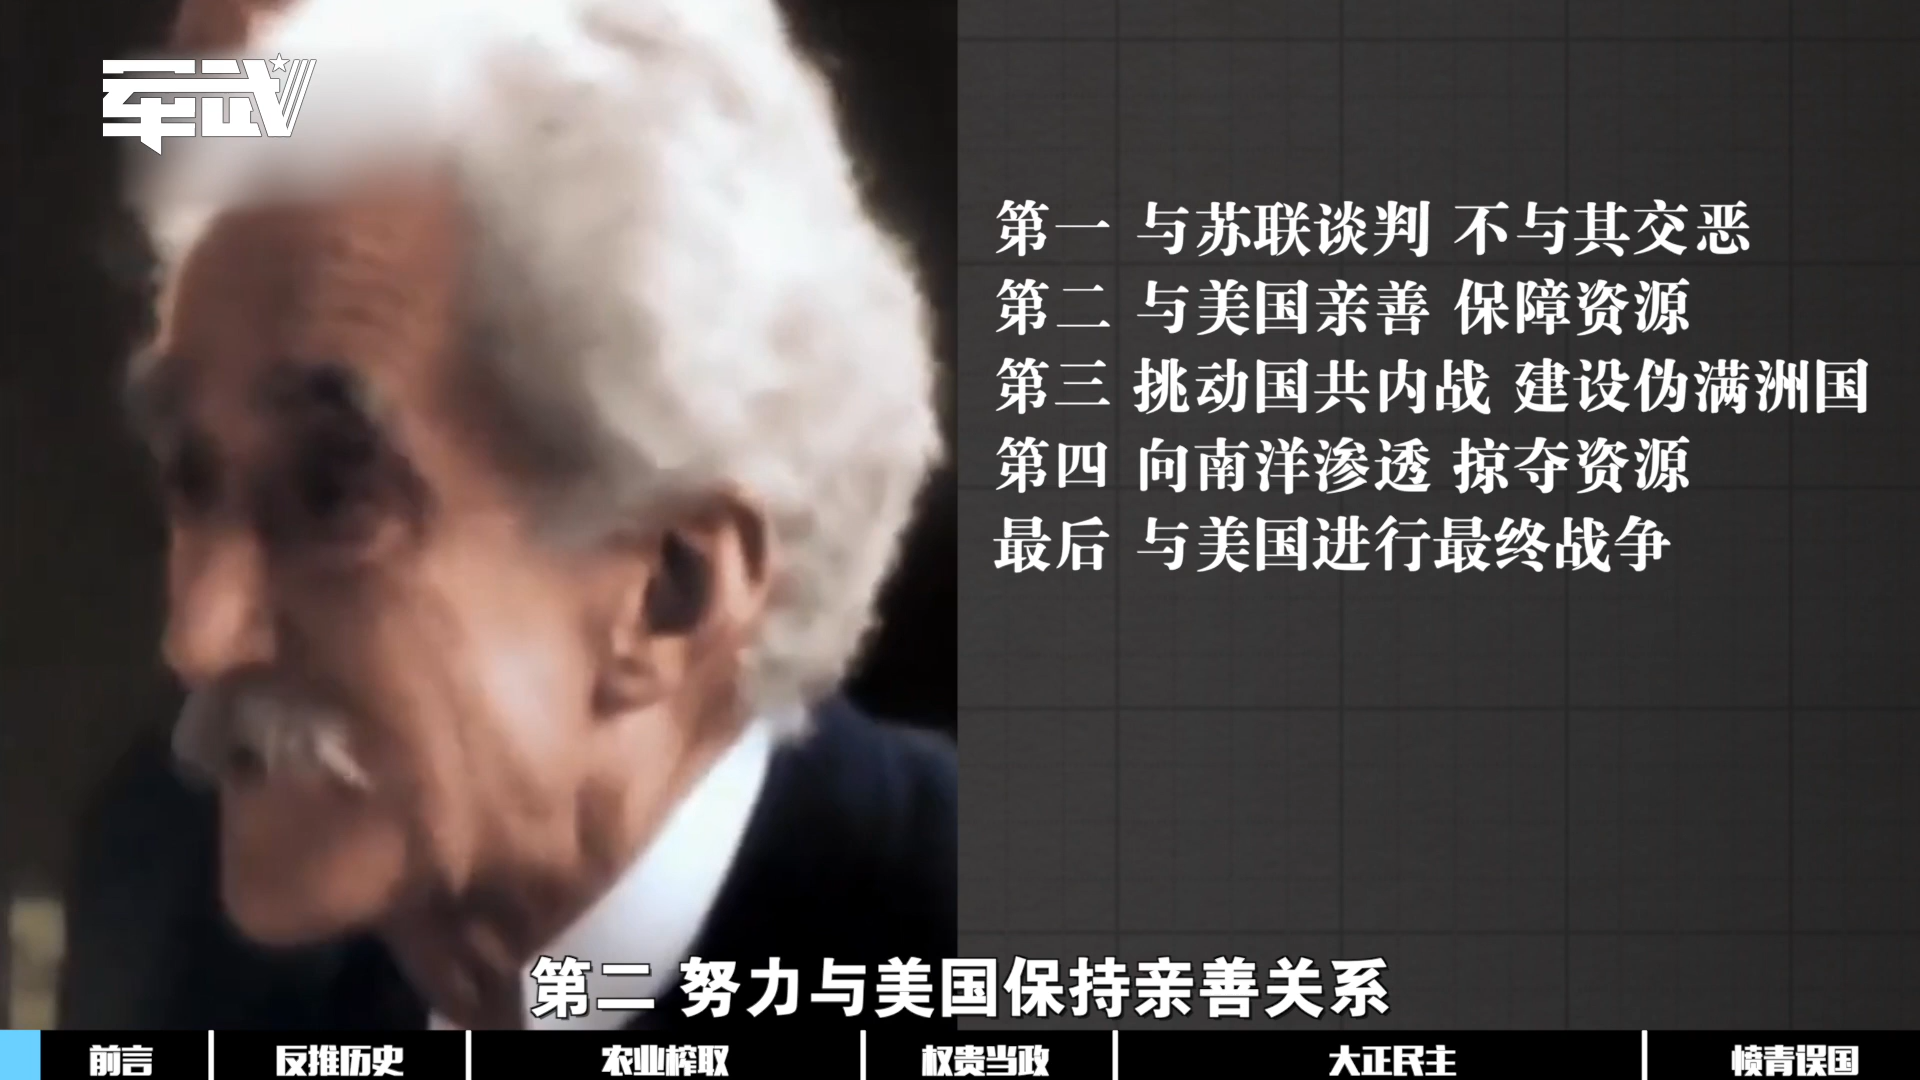 军武
第一 与苏联谈判 不与其交恶
第二 与美国亲善 保障资源
第三 挑动国共内战 建设伪满洲国
第四 向南洋渗透 掠夺资源
最后 与美国进行最终战争
第二 努力与美国保持亲善关系
前言 反推历史 农业榨取 权贵当政 大正民主 愤青误国